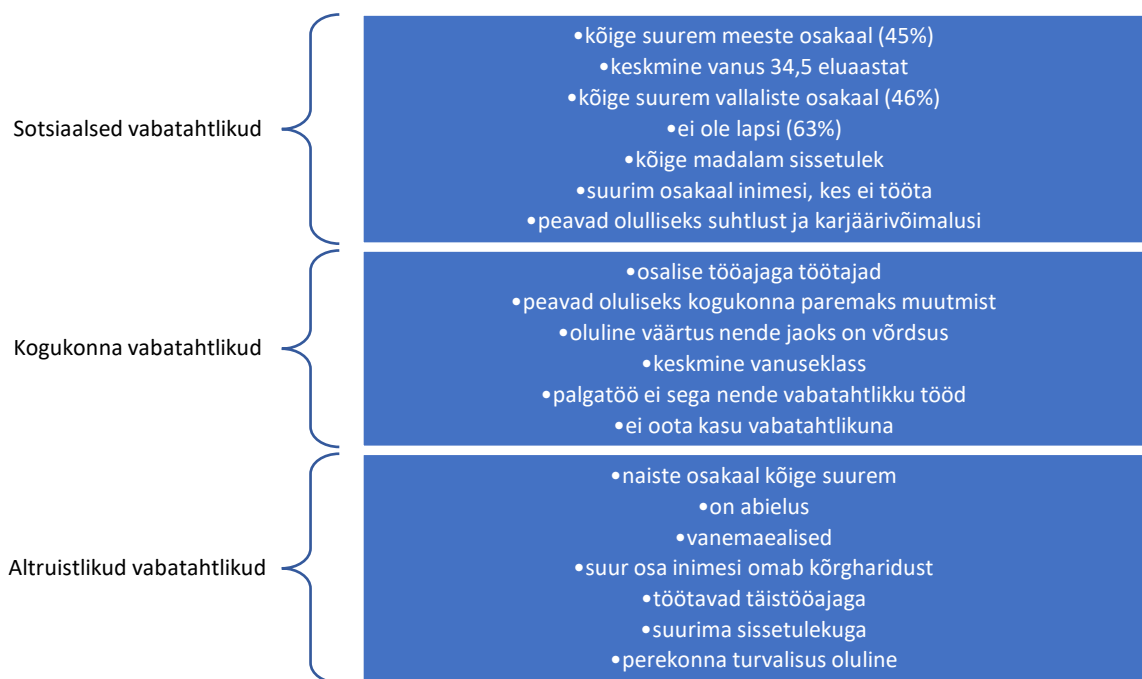 Sotsiaalsed vabatahtlikud
•kõige suurem meeste osakaal (45%)
•keskmine vanus 34,5 eluaastat
•kõige suurem vallaliste osakaal (46%)
•ei ole lapsi (63%)
•kõige madalam sissetulek
•suurim osakaal inimesi, kes ei tööta
•peavad olulliseks suhtlust ja karjäärivõimalusi
Kogukonna vabatahtlikud
•osalise tööajaga töötajad
•peavad oluliseks kogukonna paremaks muutmist
•oluline väärtus nende jaoks on võrdsus
•keskmine vanuseklass
•palgatöö ei sega nende vabatahtlikku tööd
•ei oota kasu vabatahtlikuna
Altruistlikud vabatahtlikud
•naiste osakaal kõige suurem
•on abielus
•vanemaealised
•suur osa inimesi omab kõrgharidust
•töötavad täistööajaga
•suurima sissetulekuga
•perekonna turvalisus oluline